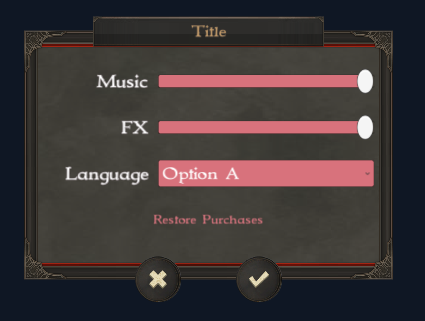 Title
Music
FX
Language Option A
Restore Purchases